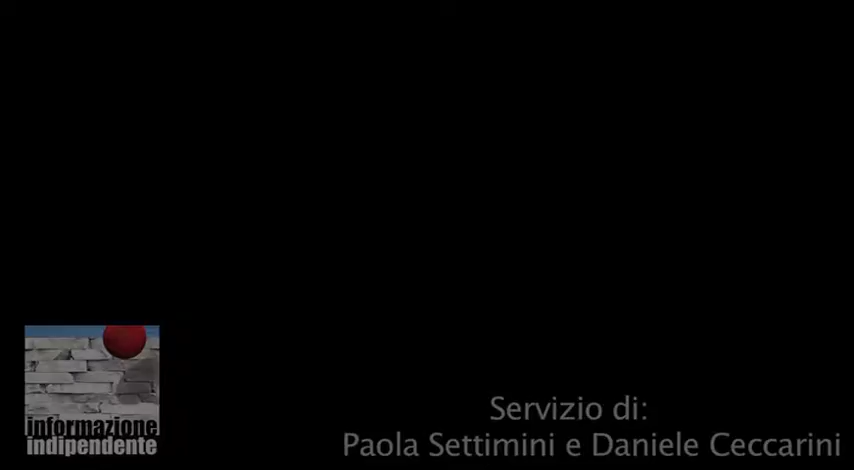 Servizio di:
Paola Settimini e Daniele Ceccarini
informazione
indipendente